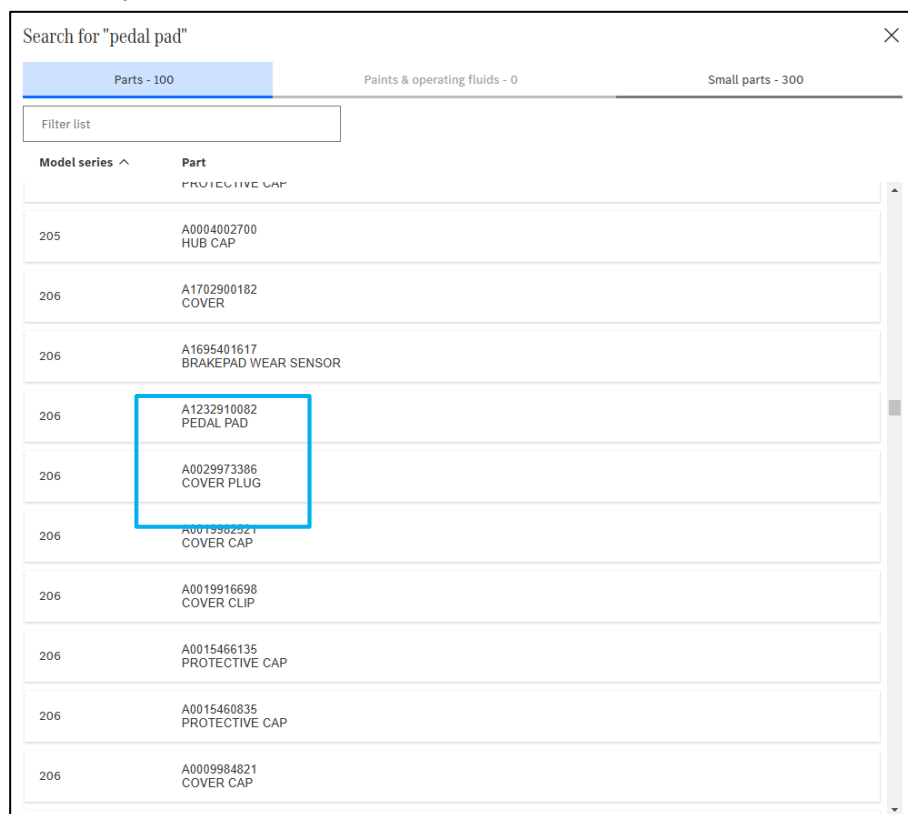 Search for "pedal pad"
Parts - 100
Paints & operating fluids - 0
Small parts - 300
Filter list
Model series Part
PROTECTIVE CAP
205
A0004002700
HUB CAP
206
A1702900182
COVER
206
A1695401617
BRAKEPAD WEAR SENSOR
206
A1232910082
PEDAL PAD
206
A0029973386
COVER PLUG
206
A0019982521
COVER CAP
206
A0019916698
COVER CLIP
206
A0015466135
PROTECTIVE CAP
206
A0015460835
PROTECTIVE CAP
206
A0009984821
COVER CAP